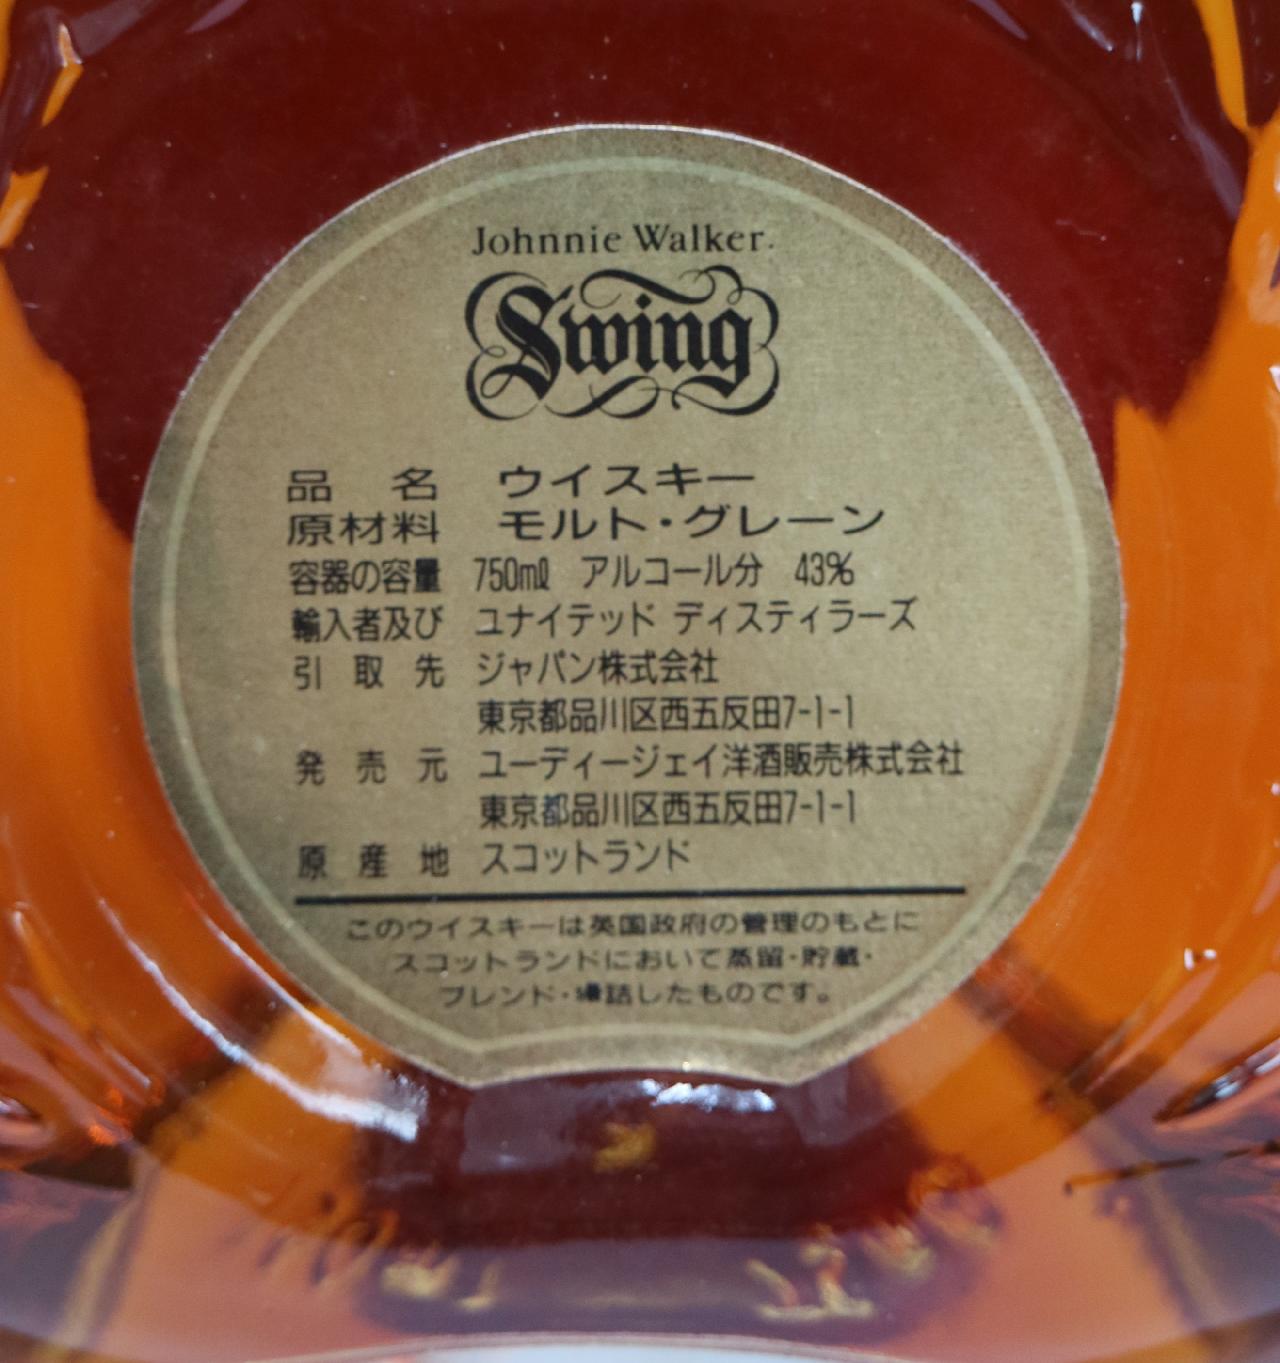 Johnnie Walker.
Swing
品名 ウイスキー
原材料 モルト・グレーン
容器の容量 750mℓ アルコール分 43%
輸入者及び ユナイテッド ディスティラーズ
引取先 ジャパン株式会社
東京都品川区西五反田7-1-1
発売元 ユーディージェイ洋酒販売株式会社
東京都品川区西五反田7-1-1
原産地 スコットランド
このウイスキーは英国政府の管理のもとに
スコットランドにおいて蒸留・貯蔵・
ブレンド・壜詰したものです。